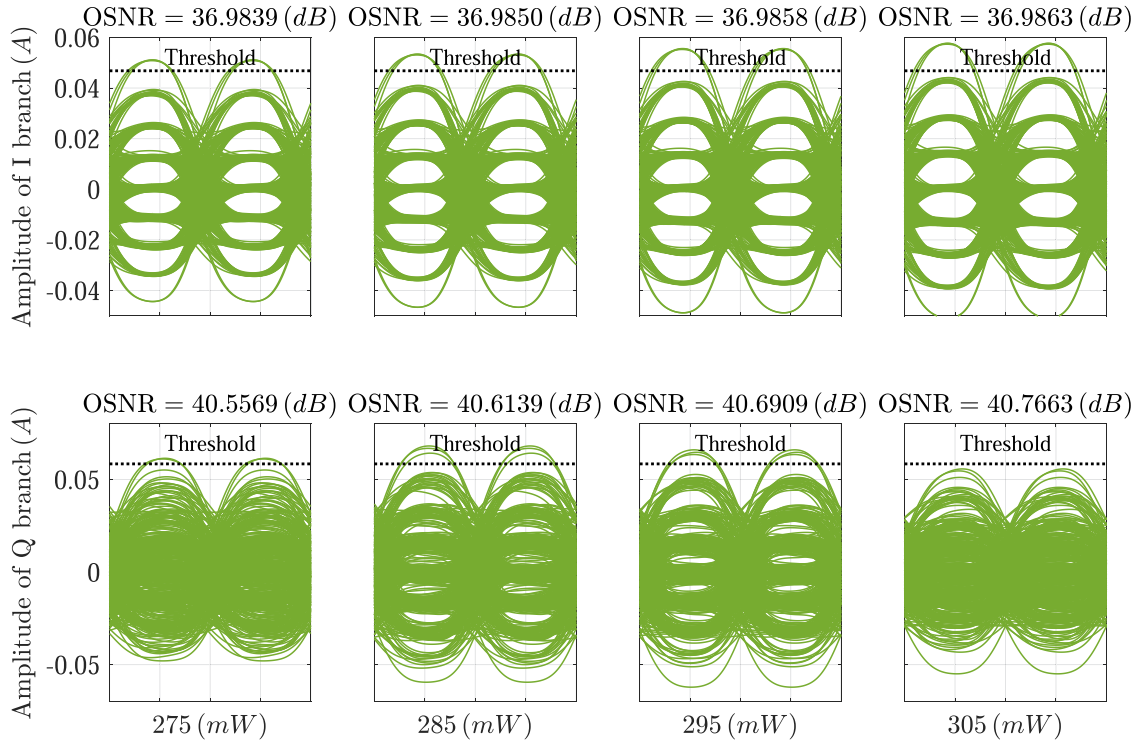 OSNR = 36.9839 (dB) OSNR = 36.9850 (dB) OSNR = 36.9858 (dB) OSNR = 36.9863 (dB)
Amplitude of I branch (A)
0.06
0.04
0.02
0
-0.02
-0.04
Threshold Threshold Threshold Threshold
OSNR = 40.5569 (dB) OSNR = 40.6139 (dB) OSNR = 40.6909 (dB) OSNR = 40.7663 (dB)
Amplitude of Q branch (A)
0.05
0
-0.05
Threshold Threshold Threshold Threshold
275 (mW) 285 (mW) 295 (mW) 305 (mW)